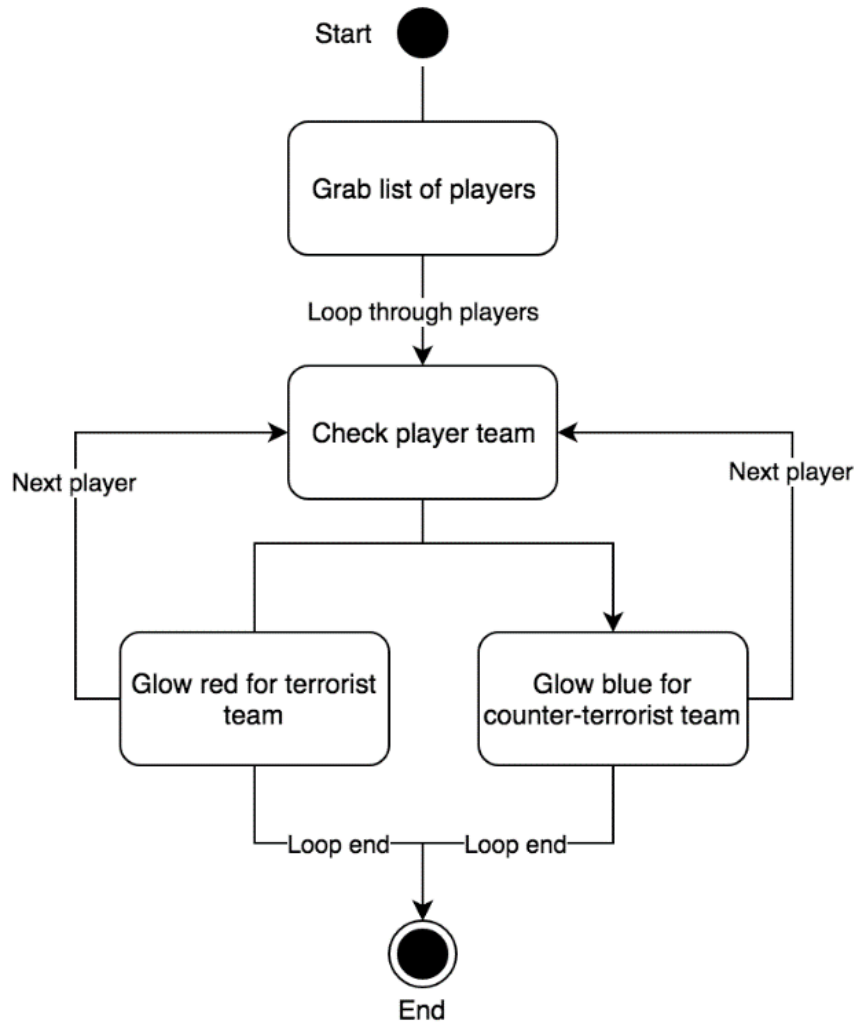 Start
Grab list of players
Loop through players
Check player team
Next player
Next player
Glow red for terrorist
team
Glow blue for
counter-terrorist team
Loop end
Loop end
End